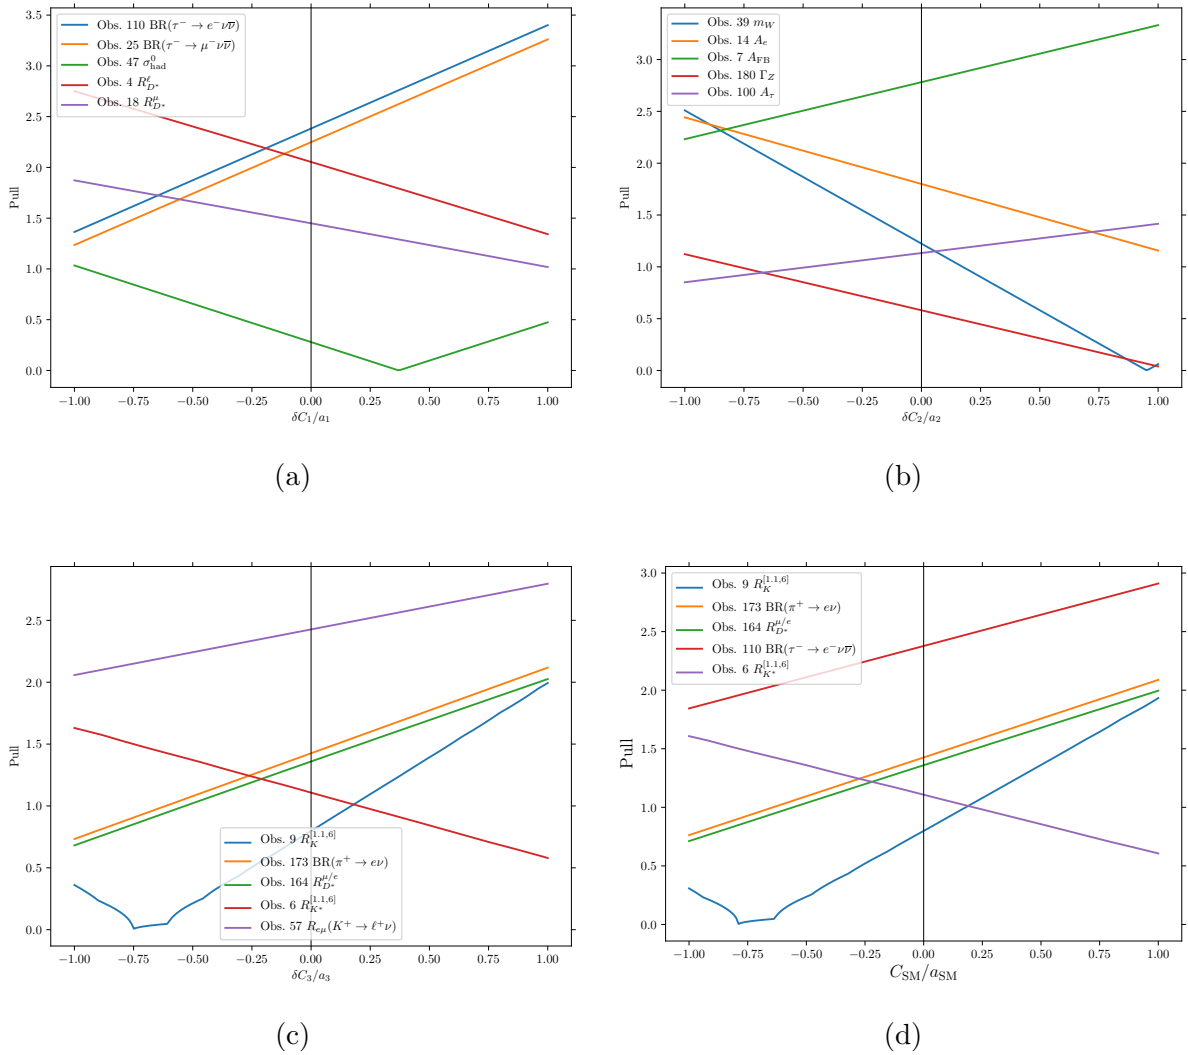 3.5
3.0
2.5
2.0
1.5
1.0
0.5
0.0
Pull
Obs. 110 BR(τ⁻ → e⁻νν̅)
Obs. 25 BR(τ⁻ → μ⁻νν̅)
Obs. 47 σ⁰_had
Obs. 4 R^ℓ_{D*}
Obs. 18 R^μ_{D*}
−1.00 −0.75 −0.50 −0.25 0.00 0.25 0.50 0.75 1.00
δC₁/a₁
(a)
3.5
3.0
2.5
2.0
1.5
1.0
0.5
0.0
Pull
Obs. 39 m_W
Obs. 14 A_e
Obs. 7 A_FB
Obs. 180 Γ_Z
Obs. 100 A_τ
−1.00 −0.75 −0.50 −0.25 0.00 0.25 0.50 0.75 1.00
δC₂/a₂
(b)
2.5
2.0
1.5
1.0
0.5
0.0
Pull
Obs. 9 R_K^{[1.1,6]}
Obs. 173 BR(π⁺ → eν)
Obs. 164 R_{D*}^{μ/e}
Obs. 6 R_{K*}^{[1.1,6]}
Obs. 57 R_{eμ}(K⁺ → ℓ⁺ν)
−1.00 −0.75 −0.50 −0.25 0.00 0.25 0.50 0.75 1.00
δC₃/a₃
(c)
3.0
2.5
2.0
1.5
1.0
0.5
0.0
Pull
Obs. 9 R_K^{[1.1,6]}
Obs. 173 BR(π⁺ → eν)
Obs. 164 R_{D*}^{μ/e}
Obs. 110 BR(τ⁻ → e⁻νν̅)
Obs. 6 R_{K*}^{[1.1,6]}
−1.00 −0.75 −0.50 −0.25 0.00 0.25 0.50 0.75 1.00
C_SM/a_SM
(d)